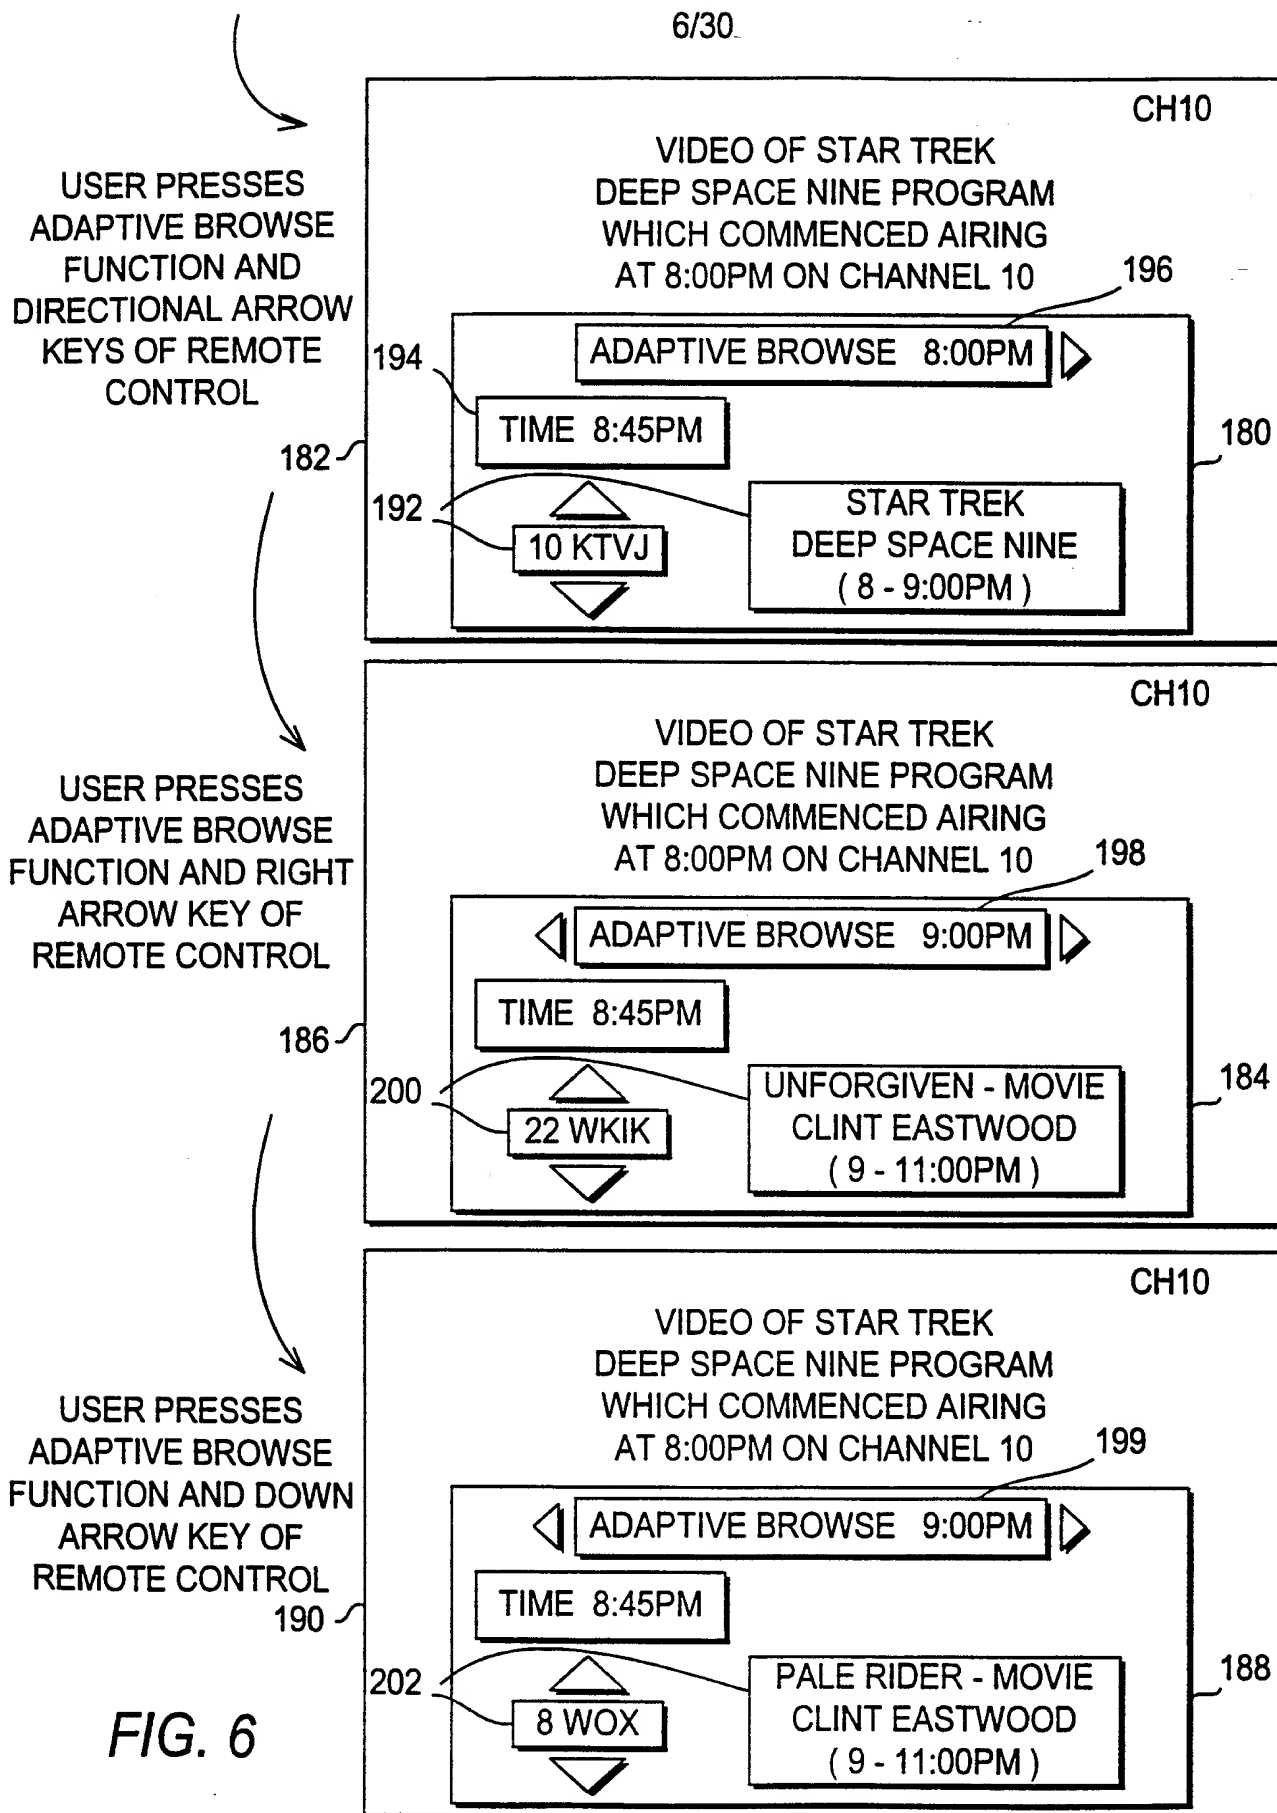 6/30
CH10
VIDEO OF STAR TREK
DEEP SPACE NINE PROGRAM
WHICH COMMENCED AIRING
AT 8:00PM ON CHANNEL 10
USER PRESSES
ADAPTIVE BROWSE
FUNCTION AND
DIRECTIONAL ARROW
KEYS OF REMOTE
CONTROL
196
ADAPTIVE BROWSE 8:00PM
194
TIME 8:45PM
182
180
192
10 KTVJ
STAR TREK
DEEP SPACE NINE
( 8 - 9:00PM )
CH10
VIDEO OF STAR TREK
DEEP SPACE NINE PROGRAM
WHICH COMMENCED AIRING
AT 8:00PM ON CHANNEL 10
USER PRESSES
ADAPTIVE BROWSE
FUNCTION AND RIGHT
ARROW KEY OF
REMOTE CONTROL
198
ADAPTIVE BROWSE 9:00PM
TIME 8:45PM
186
184
200
22 WKIK
UNFORGIVEN - MOVIE
CLINT EASTWOOD
( 9 - 11:00PM )
CH10
VIDEO OF STAR TREK
DEEP SPACE NINE PROGRAM
WHICH COMMENCED AIRING
AT 8:00PM ON CHANNEL 10
USER PRESSES
ADAPTIVE BROWSE
FUNCTION AND DOWN
ARROW KEY OF
REMOTE CONTROL
199
ADAPTIVE BROWSE 9:00PM
TIME 8:45PM
190
188
202
8 WOX
PALE RIDER - MOVIE
CLINT EASTWOOD
( 9 - 11:00PM )
FIG. 6